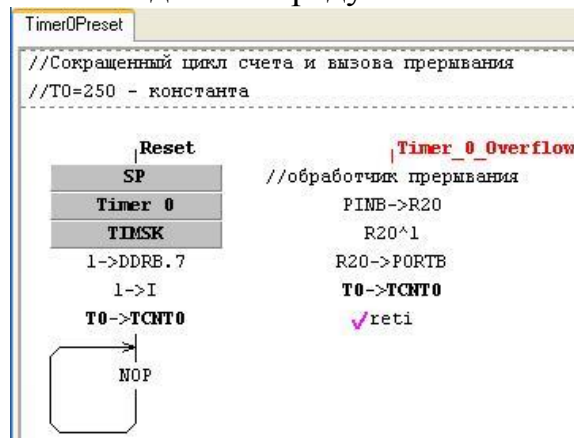 Timer0Preset
//Сокращенный цикл счета и вызова прерывания
//T0=250 - константа
Reset
SP
Timer 0
TIMSK
1->DDRB.7
1->I
T0->TCNT0
NOP
Timer_0_Overflow
//обработчик прерывания
PINB->R20
R20^1
R20->PORTB
T0->TCNT0
reti